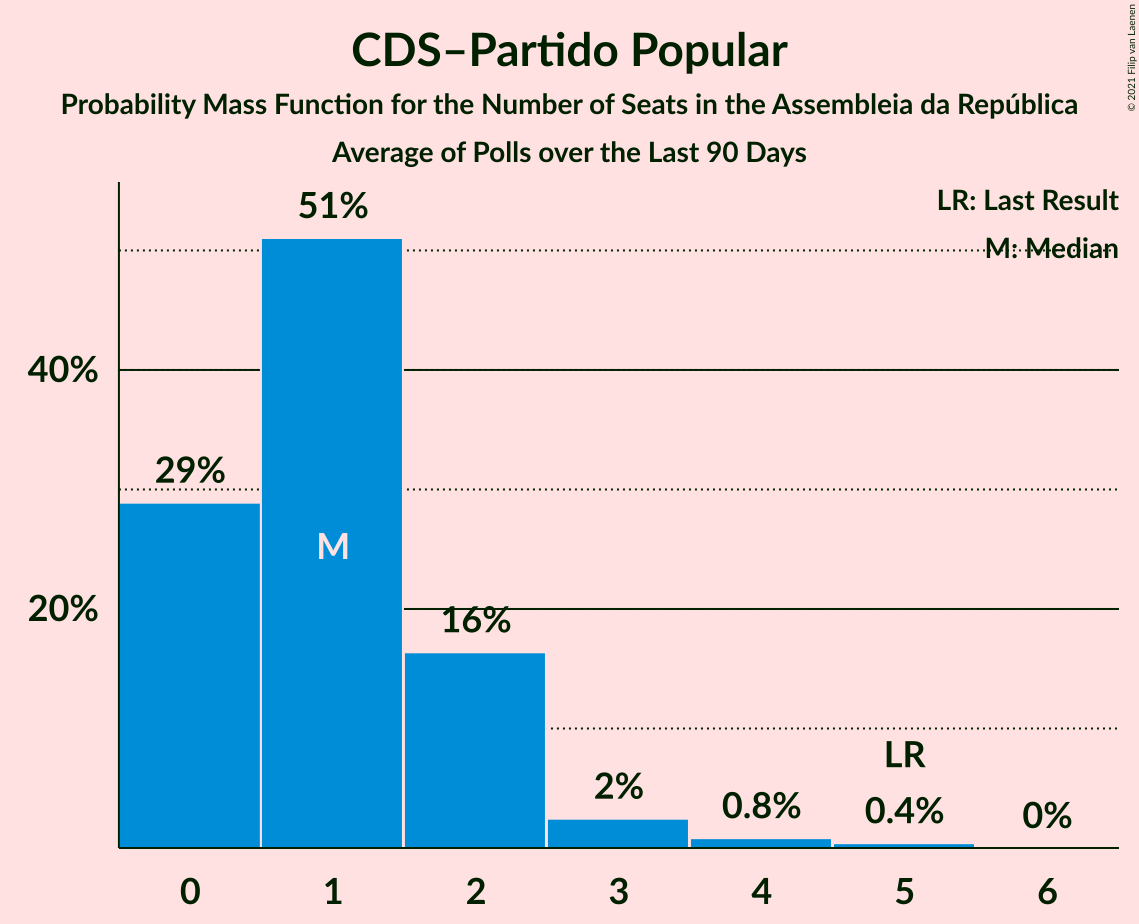 CDS–Partido Popular
Probability Mass Function for the Number of Seats in the Assembleia da República
Average of Polls over the Last 90 Days
© 2021 Filip van Laenen
LR: Last Result
M: Median
51%
40%
29%
M
20%
16%
LR
2%
0.8%
0.4%
0%
0 1 2 3 4 5 6